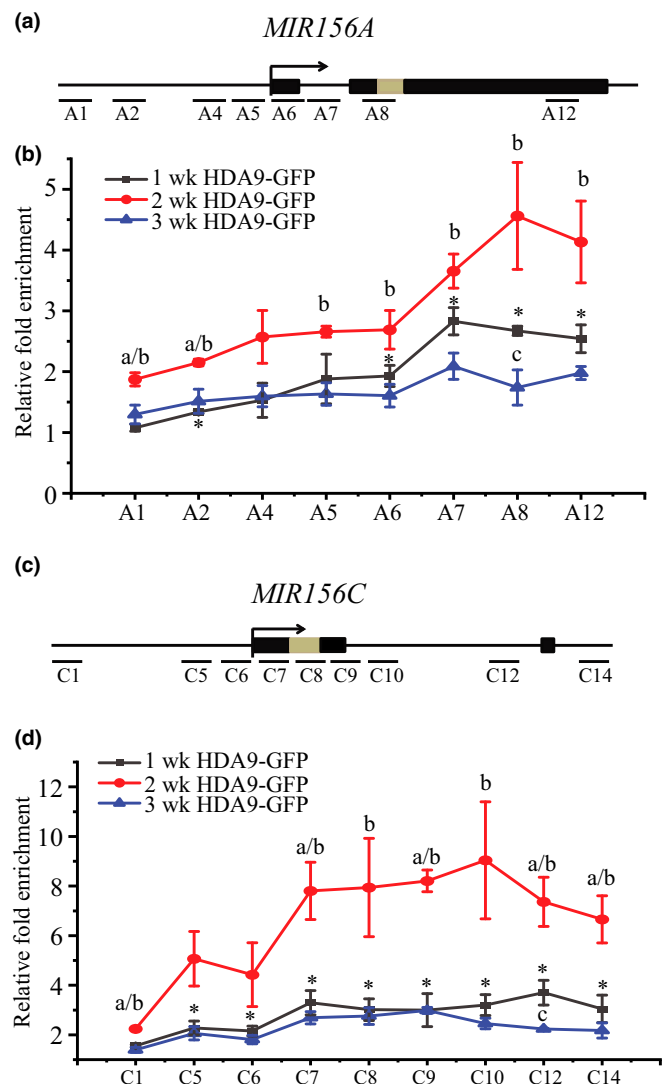 (a)
MIR156A
A1 A2 A4 A5 A6 A7 A8 A12
(b)
1 wk HDA9-GFP
2 wk HDA9-GFP
3 wk HDA9-GFP
Relative fold enrichment
5
4
3
2
1
0
a/b a/b b b b b b
* * * * *
c
A1 A2 A4 A5 A6 A7 A8 A12
(c)
MIR156C
C1 C5 C6 C7 C8 C9 C10 C12 C14
(d)
1 wk HDA9-GFP
2 wk HDA9-GFP
3 wk HDA9-GFP
Relative fold enrichment
12
10
8
6
4
2
a/b a/b b a/b b a/b a/b
* * * * * * *
c
C1 C5 C6 C7 C8 C9 C10 C12 C14